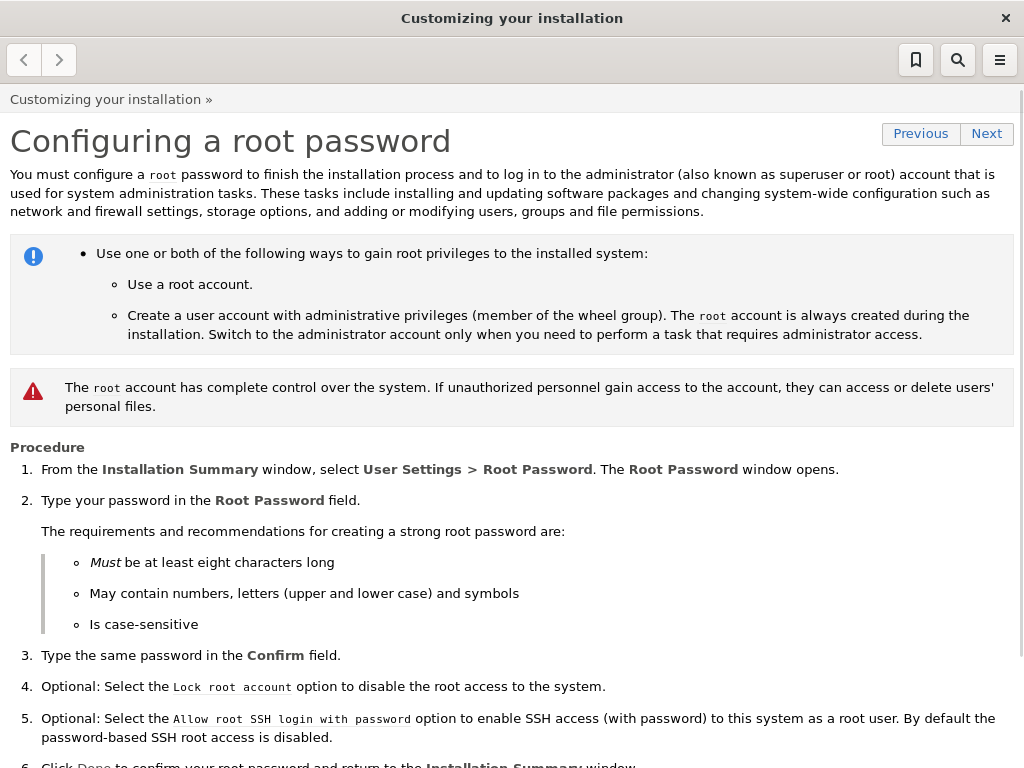 Customizing your installation
Customizing your installation »
Configuring a root password
Previous
Next
You must configure a root password to finish the installation process and to log in to the administrator (also known as superuser or root) account that is
used for system administration tasks. These tasks include installing and updating software packages and changing system-wide configuration such as
network and firewall settings, storage options, and adding or modifying users, groups and file permissions.
• Use one or both of the following ways to gain root privileges to the installed system:
◦ Use a root account.
◦ Create a user account with administrative privileges (member of the wheel group). The root account is always created during the
installation. Switch to the administrator account only when you need to perform a task that requires administrator access.
The root account has complete control over the system. If unauthorized personnel gain access to the account, they can access or delete users'
personal files.
Procedure
1. From the Installation Summary window, select User Settings > Root Password. The Root Password window opens.
2. Type your password in the Root Password field.
The requirements and recommendations for creating a strong root password are:
◦ Must be at least eight characters long
◦ May contain numbers, letters (upper and lower case) and symbols
◦ Is case-sensitive
3. Type the same password in the Confirm field.
4. Optional: Select the Lock root account option to disable the root access to the system.
5. Optional: Select the Allow root SSH login with password option to enable SSH access (with password) to this system as a root user. By default the
password-based SSH root access is disabled.
6. Click Done to confirm your root password and return to the Installation Summary window.